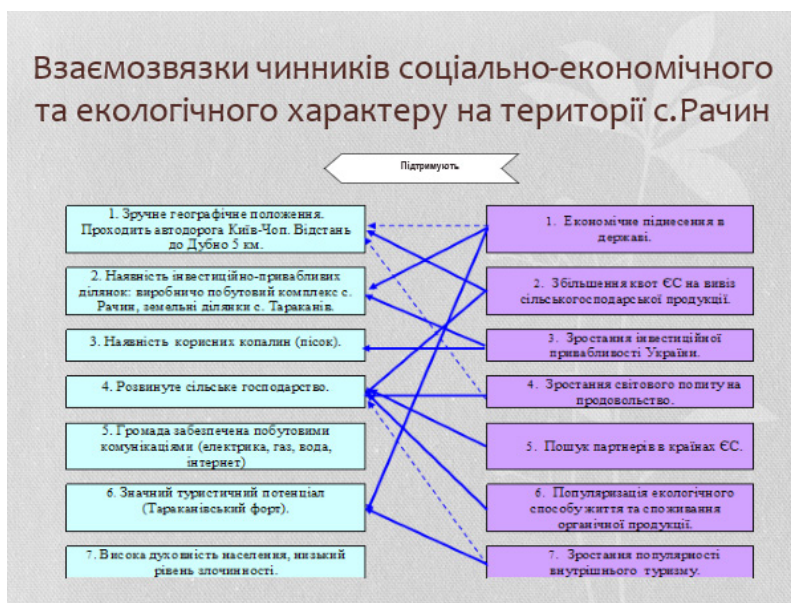 Взаємозвязки чинників соціально-економічного
та екологічного характеру на території с.Рачин
Підтримують
1. Зручне географічне положення.
Проходить автодорога Київ-Чоп. Відстань
до Дубно 5 км.
2. Наявність інвестиційно-привабливих
ділянок: виробничо побутовий комплекс с.
Рачин, земельні ділянки с. Тараканів.
3. Наявність корисних копалин (пісок).
4. Розвинуте сільське господарство.
5. Громада забезпечена побутовими
комунікаціями (електрика, газ, вода,
інтернет)
6. Значний туристичний потенціал
(Тараканівський форт).
7. Висока духовність населення, низький
рівень злочинності.
1. Економічне піднесення в
державі.
2. Збільшення квот ЄС на вивіз
сільськогосподарської продукції.
3. Зростання інвестиційної
привабливості України.
4. Зростання світового попиту на
продовольство.
5. Пошук партнерів в країнах ЄС.
6. Популяризація екологічного
способу життя та споживання
органічної продукції.
7. Зростання популярності
внутрішнього туризму.